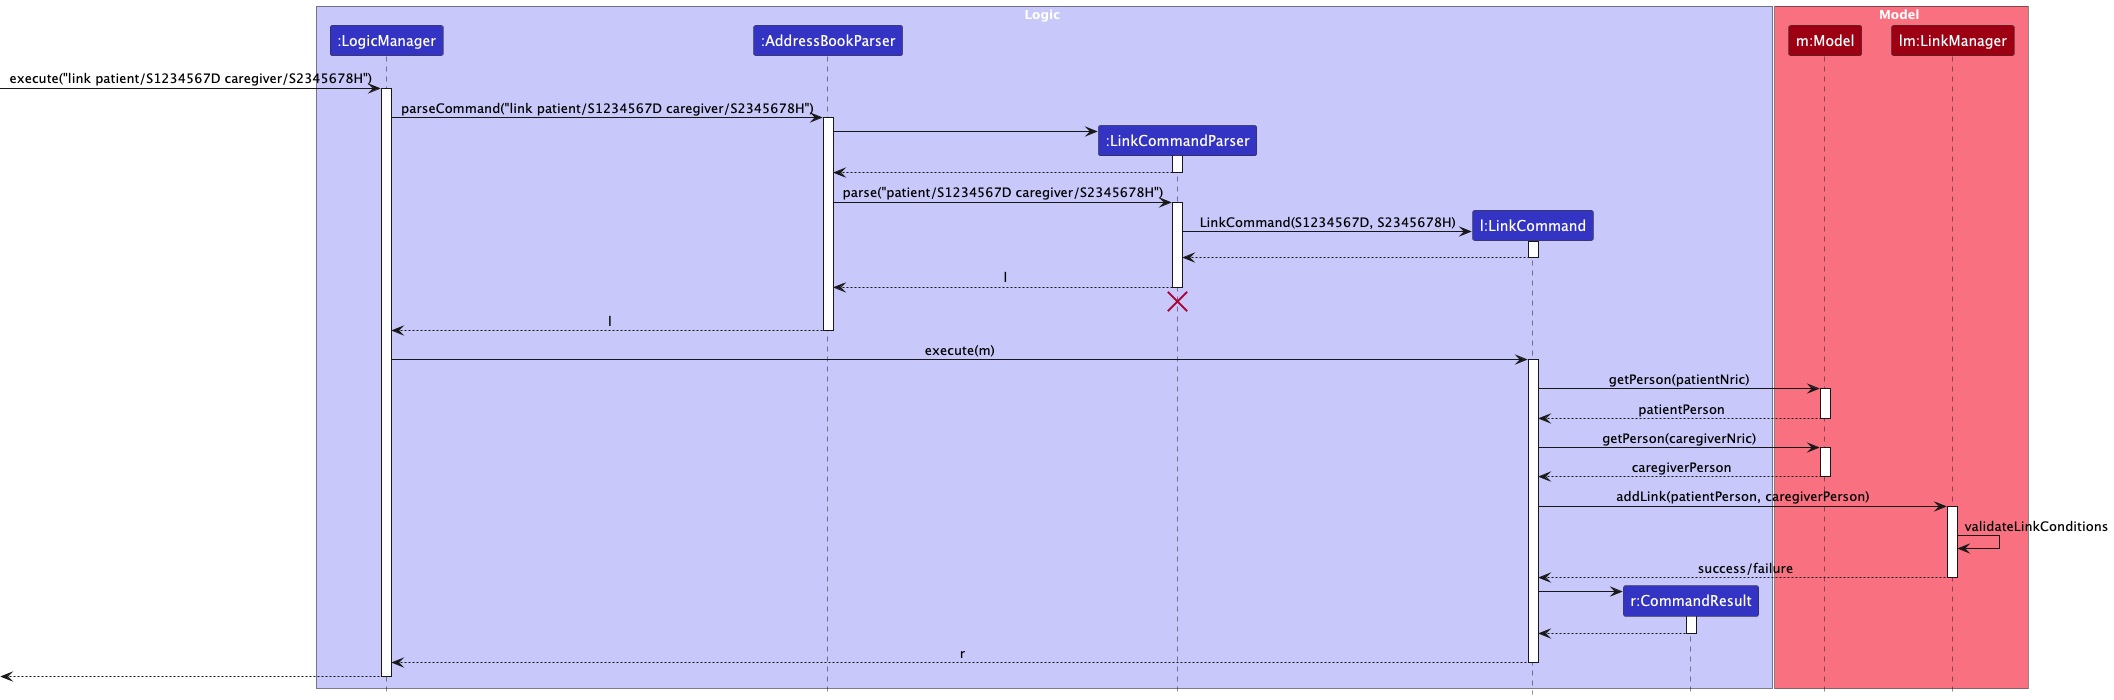 Logic
Model
:LogicManager
:AddressBookParser
m:Model
lm:LinkManager
execute("link patient/S1234567D caregiver/S2345678H")
parseCommand("link patient/S1234567D caregiver/S2345678H")
:LinkCommandParser
parse("patient/S1234567D caregiver/S2345678H")
LinkCommand(S1234567D, S2345678H)
l:LinkCommand
l
l
execute(m)
getPerson(patientNric)
patientPerson
getPerson(caregiverNric)
caregiverPerson
addLink(patientPerson, caregiverPerson)
validateLinkConditions
success/failure
r:CommandResult
r